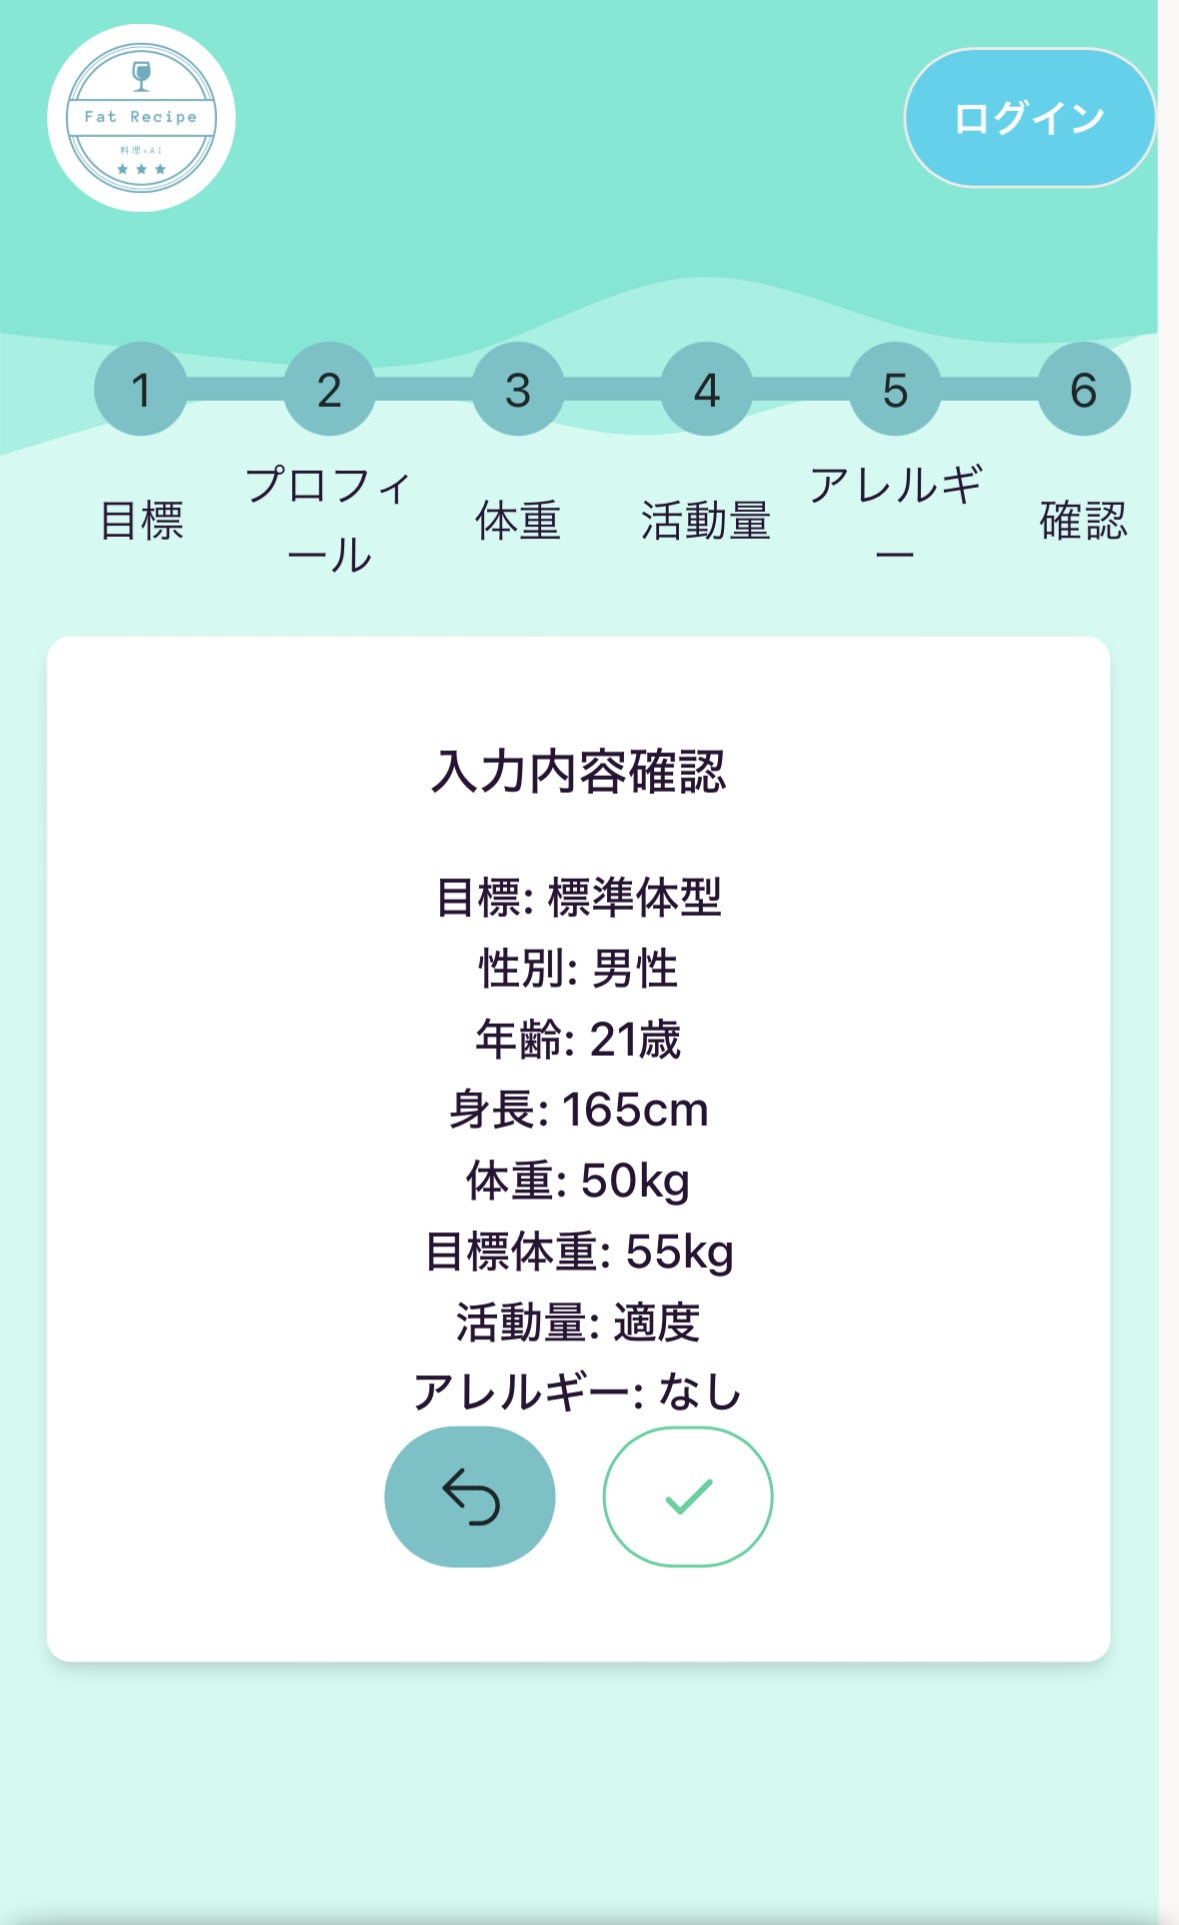 Fat Recipe
料理×AI
ログイン
1
2
3
4
5
6
目標
プロフィ
ール
体重
活動量
アレルギ
ー
確認
入力内容確認
目標: 標準体型
性別: 男性
年齢: 21歳
身長: 165cm
体重: 50kg
目標体重: 55kg
活動量: 適度
アレルギー: なし